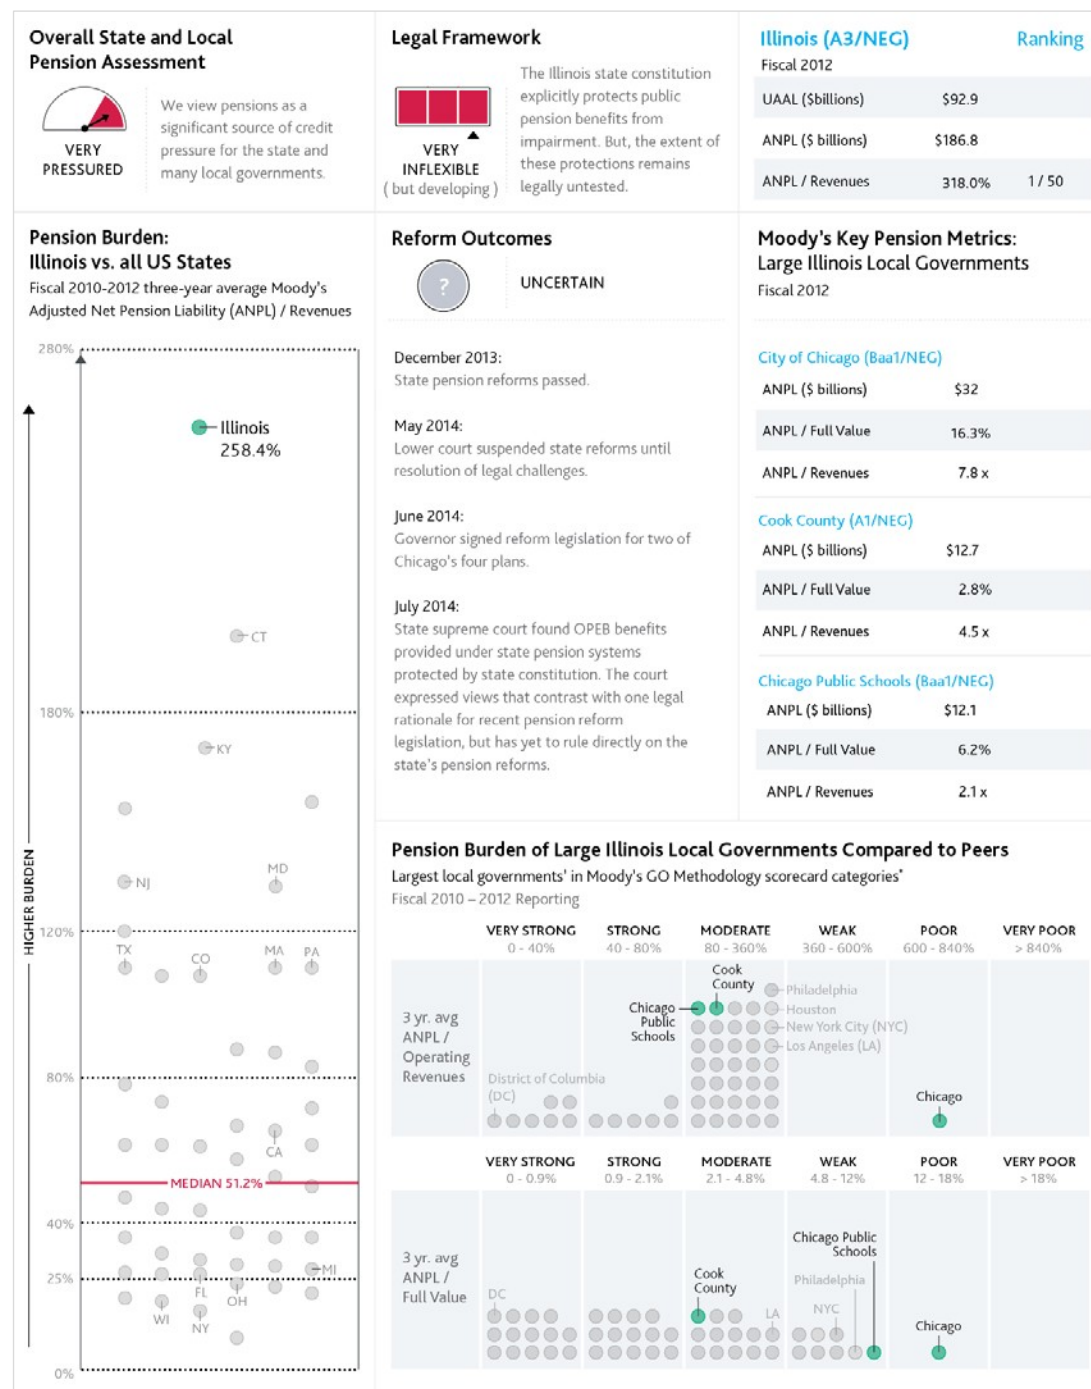 Overall State and Local
Pension Assessment
VERY
PRESSURED
We view pensions as a
significant source of credit
pressure for the state and
many local governments.
Legal Framework
VERY
INFLEXIBLE
( but developing )
The Illinois state constitution
explicitly protects public
pension benefits from
impairment. But, the extent of
these protections remains
legally untested.
Illinois (A3/NEG) Ranking
Fiscal 2012
UAAL ($billions) $92.9
ANPL ($ billions) $186.8
ANPL / Revenues 318.0% 1 / 50
Pension Burden:
Illinois vs. all US States
Fiscal 2010-2012 three-year average Moody's
Adjusted Net Pension Liability (ANPL) / Revenues
HIGHER BURDEN
280%
Illinois
258.4%
CT
180%
KY
NJ
MD
120%
TX
CO
MA
PA
80%
CA
MEDIAN 51.2%
40%
MI
25%
FL
OH
WI
NY
0%
Reform Outcomes
?
UNCERTAIN
December 2013:
State pension reforms passed.
May 2014:
Lower court suspended state reforms until
resolution of legal challenges.
June 2014:
Governor signed reform legislation for two of
Chicago's four plans.
July 2014:
State supreme court found OPEB benefits
provided under state pension systems
protected by state constitution. The court
expressed views that contrast with one legal
rationale for recent pension reform
legislation, but has yet to rule directly on the
state's pension reforms.
Moody's Key Pension Metrics:
Large Illinois Local Governments
Fiscal 2012
City of Chicago (Baa1/NEG)
ANPL ($ billions) $32
ANPL / Full Value 16.3%
ANPL / Revenues 7.8 x
Cook County (A1/NEG)
ANPL ($ billions) $12.7
ANPL / Full Value 2.8%
ANPL / Revenues 4.5 x
Chicago Public Schools (Baa1/NEG)
ANPL ($ billions) $12.1
ANPL / Full Value 6.2%
ANPL / Revenues 2.1 x
Pension Burden of Large Illinois Local Governments Compared to Peers
Largest local governments' in Moody's GO Methodology scorecard categories*
Fiscal 2010 – 2012 Reporting
VERY STRONG STRONG MODERATE WEAK POOR VERY POOR
0 - 40% 40 - 80% 80 - 360% 360 - 600% 600 - 840% > 840%
3 yr. avg
ANPL /
Operating
Revenues
District of Columbia
(DC)
Chicago
Public
Schools
Cook
County
Philadelphia
Houston
New York City (NYC)
Los Angeles (LA)
Chicago
VERY STRONG STRONG MODERATE WEAK POOR VERY POOR
0 - 0.9% 0.9 - 2.1% 2.1 - 4.8% 4.8 - 12% 12 - 18% > 18%
3 yr. avg
ANPL /
Full Value
DC
Cook
County
LA
Chicago Public
Schools
Philadelphia
NYC
Chicago